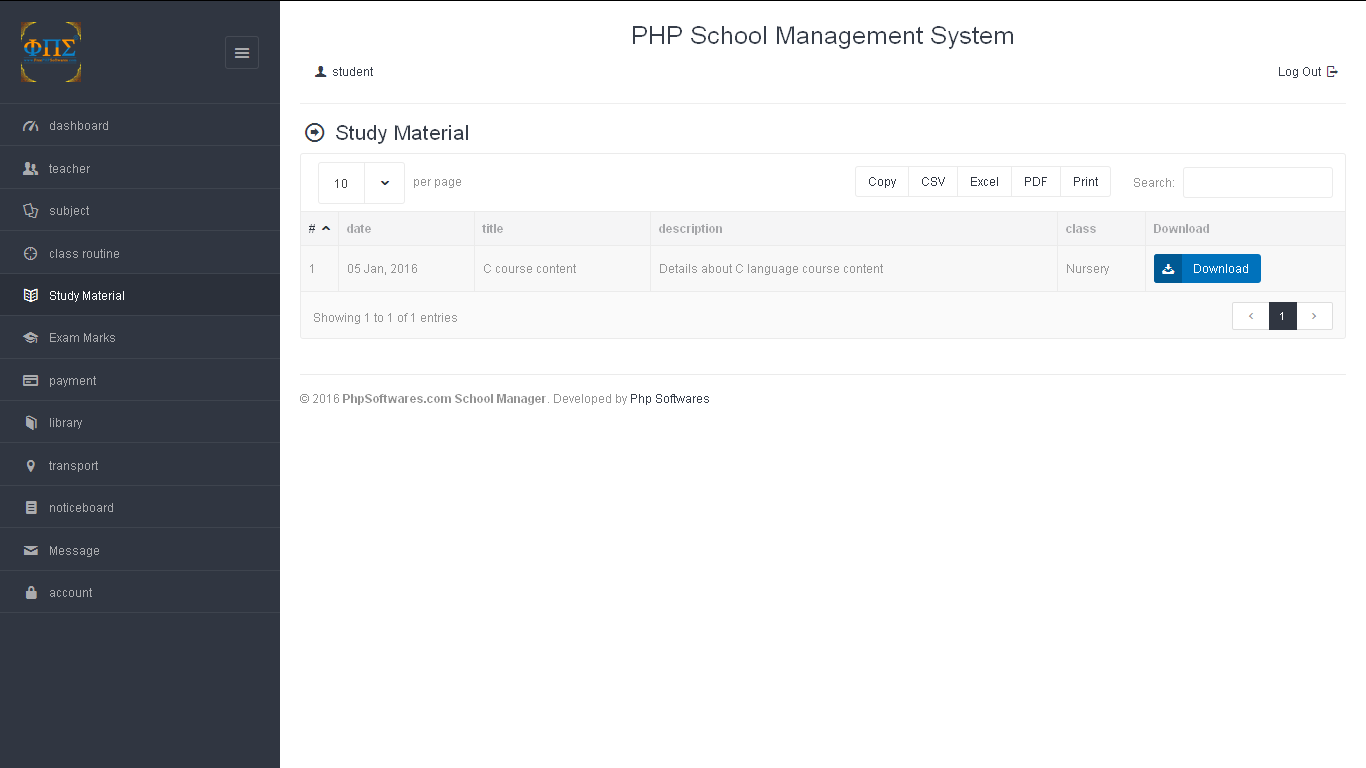 ΦΠΣ
PHP School Management System
student
Log Out
dashboard
teacher
subject
class routine
Study Material
Exam Marks
payment
library
transport
noticeboard
Message
account
Study Material
10 per page Copy CSV Excel PDF Print Search:
# date title description class Download
1 05 Jan, 2016 C course content Details about C language course content Nursery Download
Showing 1 to 1 of 1 entries ‹ 1 ›
© 2016 PhpSoftwares.com School Manager. Developed by Php Softwares